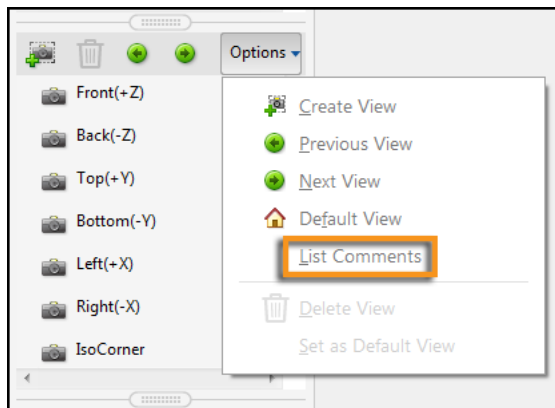 Options
Front(+Z)
Back(-Z)
Top(+Y)
Bottom(-Y)
Left(+X)
Right(-X)
IsoCorner
Create View
Previous View
Next View
Default View
List Comments
Delete View
Set as Default View